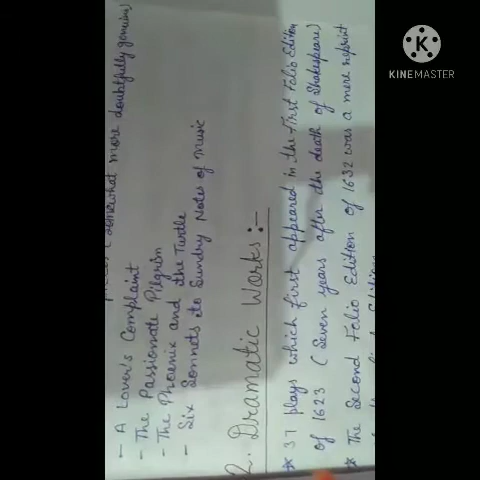 (somewhat more doubtfully genuine)
- A Lover's Complaint
- The Passionate Pilgrim
- The Phoenix and the Turtle
- Six Sonnets to Sundry Notes of Music
2. Dramatic Works :-
* 37 plays which first appeared in the First Folio Edition
of 1623 (Seven years after the death of Shakespeare)
* The Second Folio Edition of 1632 was a mere reprint
KINEMASTER